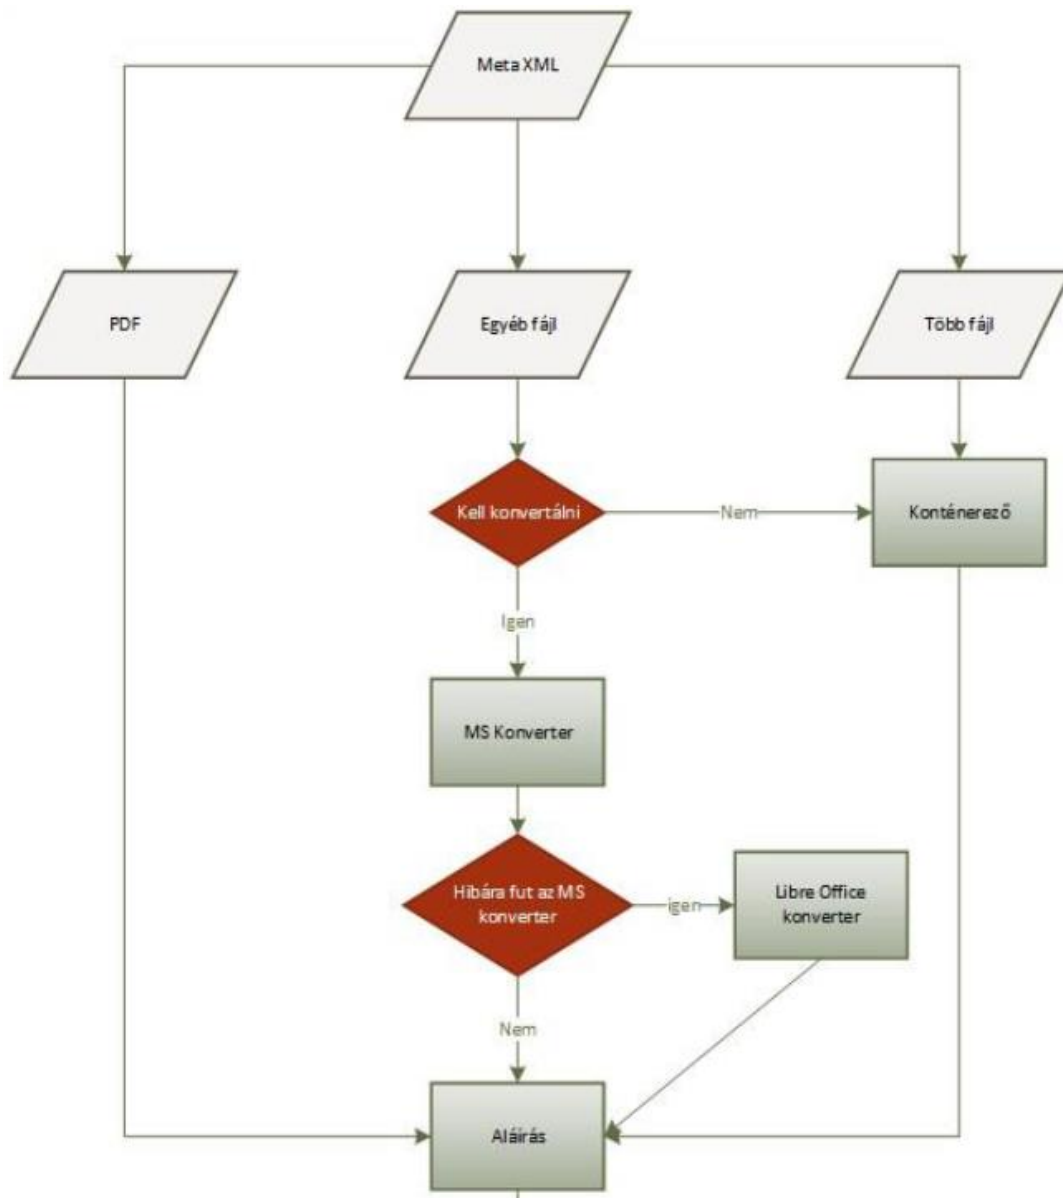 Meta XML
PDF
Egyéb fájl
Több fájl
Kell konvertálni
Nem
Konténerező
Igen
MS Konverter
Hibára fut az MS
konverter
igen
Libre Office
konverter
Nem
Aláírás